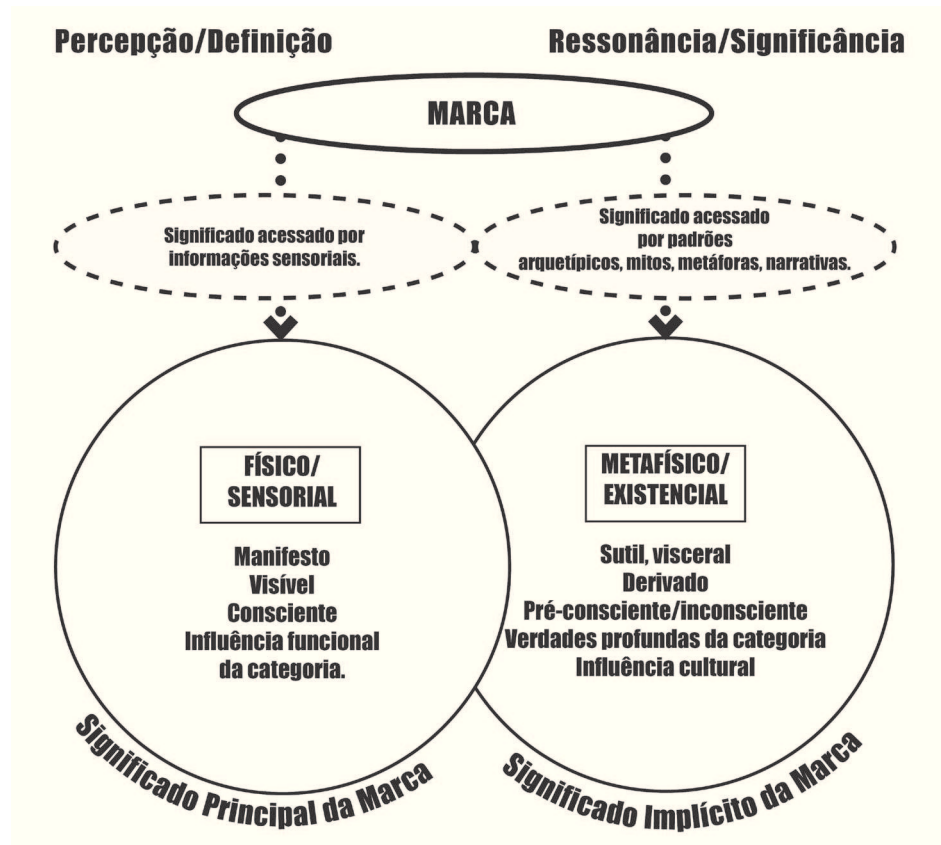 Percepção/Definição
Ressonância/Significância
MARCA
Significado acessado por
informações sensoriais.
Significado acessado
por padrões
arquetípicos, mitos, metáforas, narrativas.
FÍSICO/
SENSORIAL
Manifesto
Visível
Consciente
Influência funcional
da categoria.
METAFÍSICO/
EXISTENCIAL
Sutil, visceral
Derivado
Pré-consciente/inconsciente
Verdades profundas da categoria
Influência cultural
Significado Principal da Marca
Significado Implícito da Marca